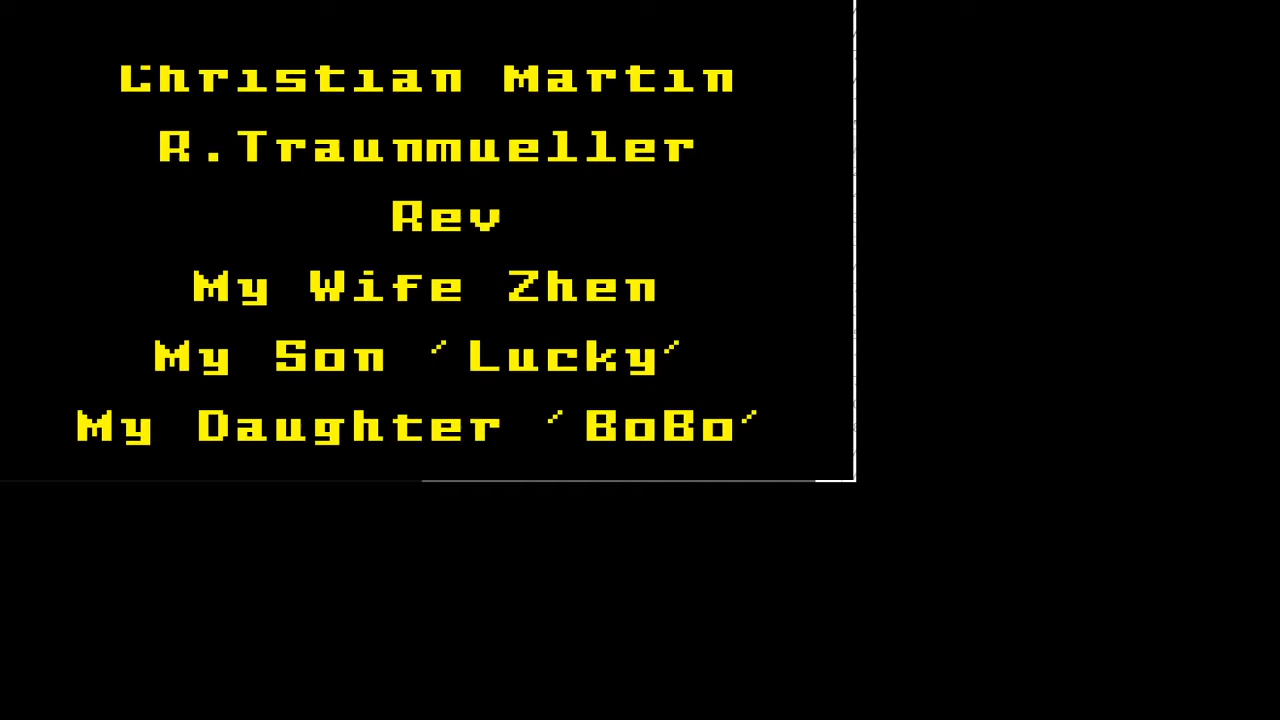 Christian Martin
R.Traunmueller
Rev
My Wife Zhen
My Son 'Lucky'
My Daughter 'BoBo'